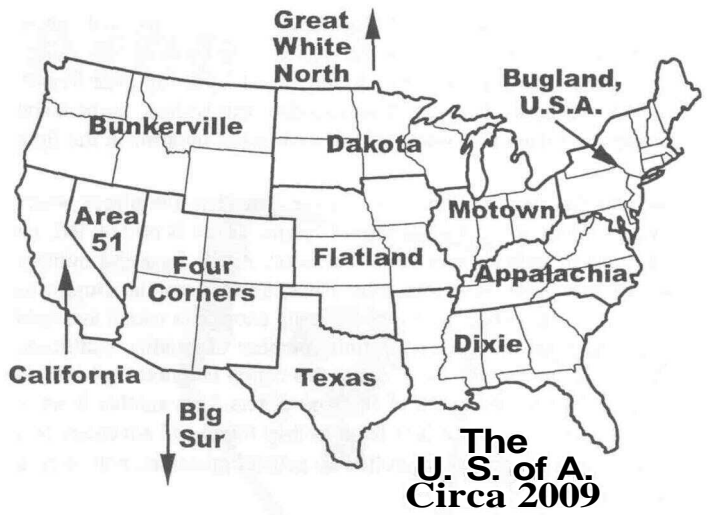 Great
White
North
Bugland,
U.S.A.
Bunkerville
Dakota
Area
51
Motown
Four
Corners
Flatland
Appalachia
Dixie
California
Texas
Big
Sur
The
U. S. of A.
Circa 2009